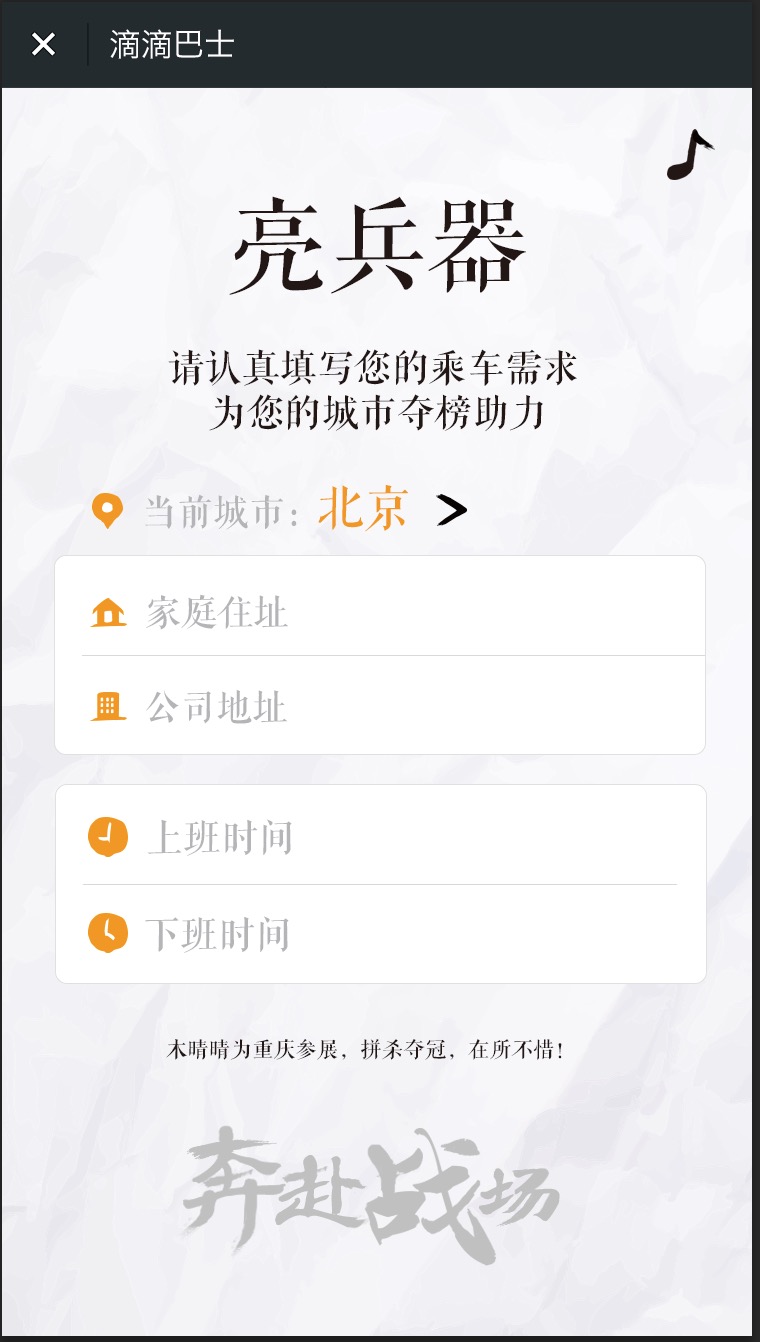 滴滴巴士
亮兵器
请认真填写您的乘车需求
为您的城市夺榜助力
当前城市：北京 >
家庭住址
公司地址
上班时间
下班时间
木晴晴为重庆参展，拼杀夺冠，在所不惜！
奔赴战场